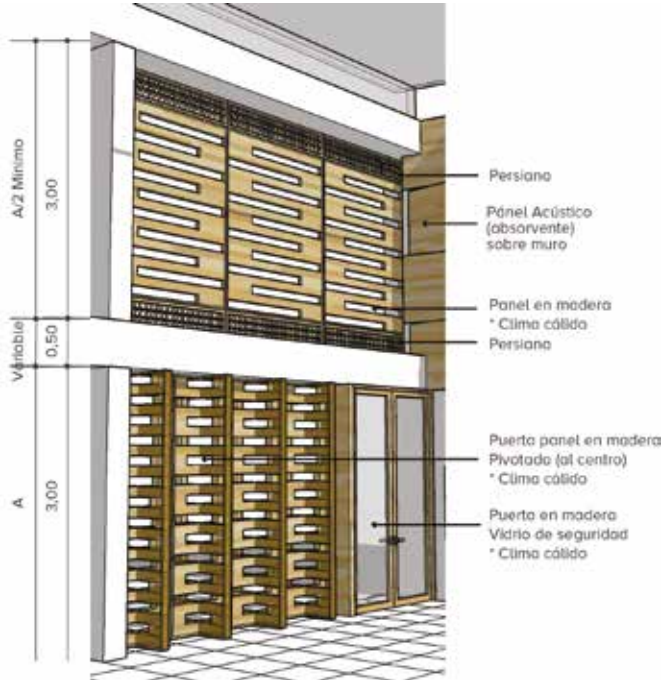 A/2 Mínimo
3,00
Variable
0,50
A
3,00
Persiana
Pánel Acústico
(absorvente)
sobre muro
Panel en madera
* Clima cálido
Persiana
Puerta panel en madera
Pivotada (al centro)
* Clima cálido
Puerta en madera
Vidrio de seguridad
* Clima cálido